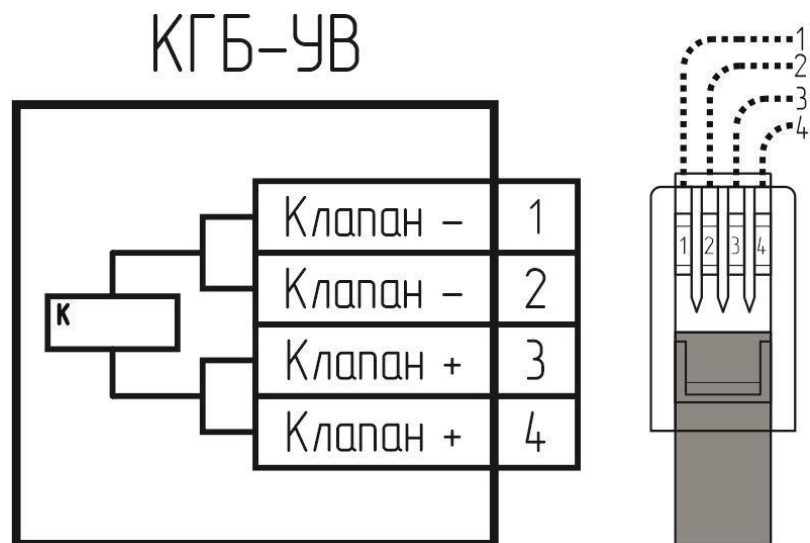 КГБ-УВ
Клапан - 1
Клапан - 2
Клапан + 3
Клапан + 4
К
1
2
3
4
1 2 3 4